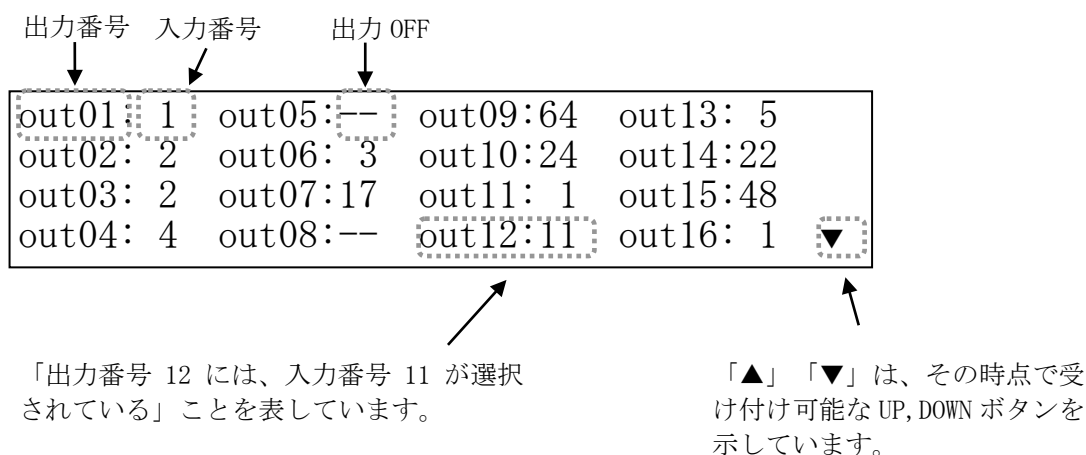 出力番号 入力番号 出力 OFF
out01: 1 out05:-- out09:64 out13: 5
out02: 2 out06: 3 out10:24 out14:22
out03: 2 out07:17 out11: 1 out15:48
out04: 4 out08:-- out12:11 out16: 1 ▼
「出力番号 12 には、入力番号 11 が選択
されている」ことを表しています。
「▲」「▼」は、その時点で受
け付け可能な UP,DOWN ボタンを
示しています。